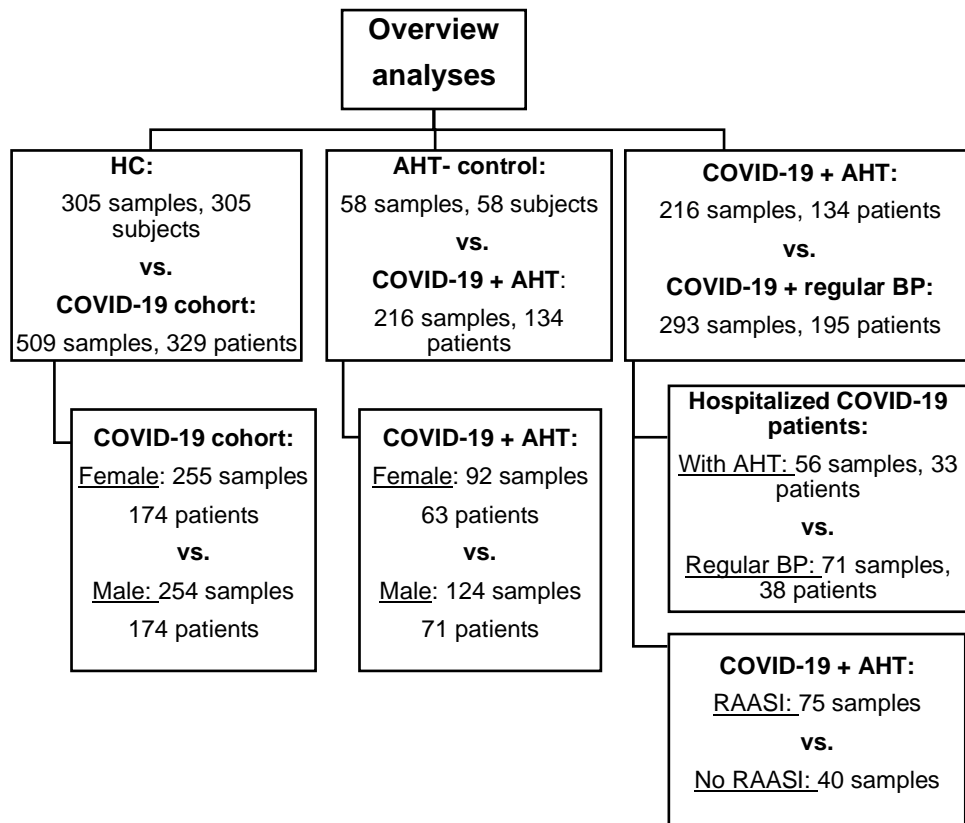 Overview
analyses
HC:
305 samples, 305
subjects
vs.
COVID-19 cohort:
509 samples, 329 patients
AHT- control:
58 samples, 58 subjects
vs.
COVID-19 + AHT:
216 samples, 134
patients
COVID-19 + AHT:
216 samples, 134 patients
vs.
COVID-19 + regular BP:
293 samples, 195 patients
COVID-19 cohort:
Female: 255 samples
174 patients
vs.
Male: 254 samples
174 patients
COVID-19 + AHT:
Female: 92 samples
63 patients
vs.
Male: 124 samples
71 patients
Hospitalized COVID-19
patients:
With AHT: 56 samples, 33
patients
vs.
Regular BP: 71 samples,
38 patients
COVID-19 + AHT:
RAASI: 75 samples
vs.
No RAASI: 40 samples